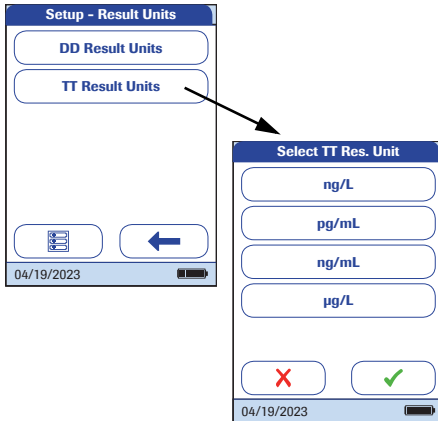 Setup - Result Units
DD Result Units
TT Result Units
04/19/2023
Select TT Res. Unit
ng/L
pg/mL
ng/mL
µg/L
04/19/2023